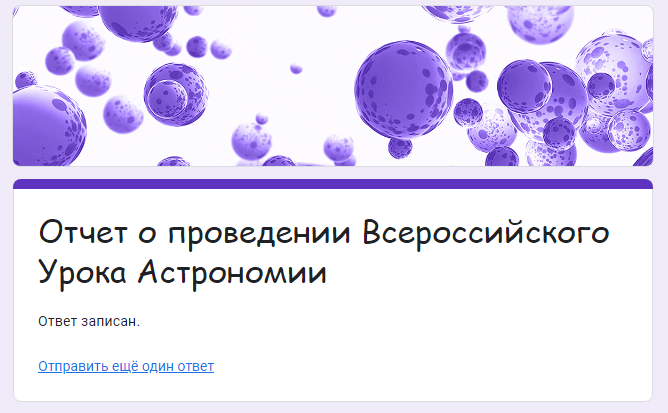 Отчет о проведении Всероссийского
Урока Астрономии
Ответ записан.
Отправить ещё один ответ